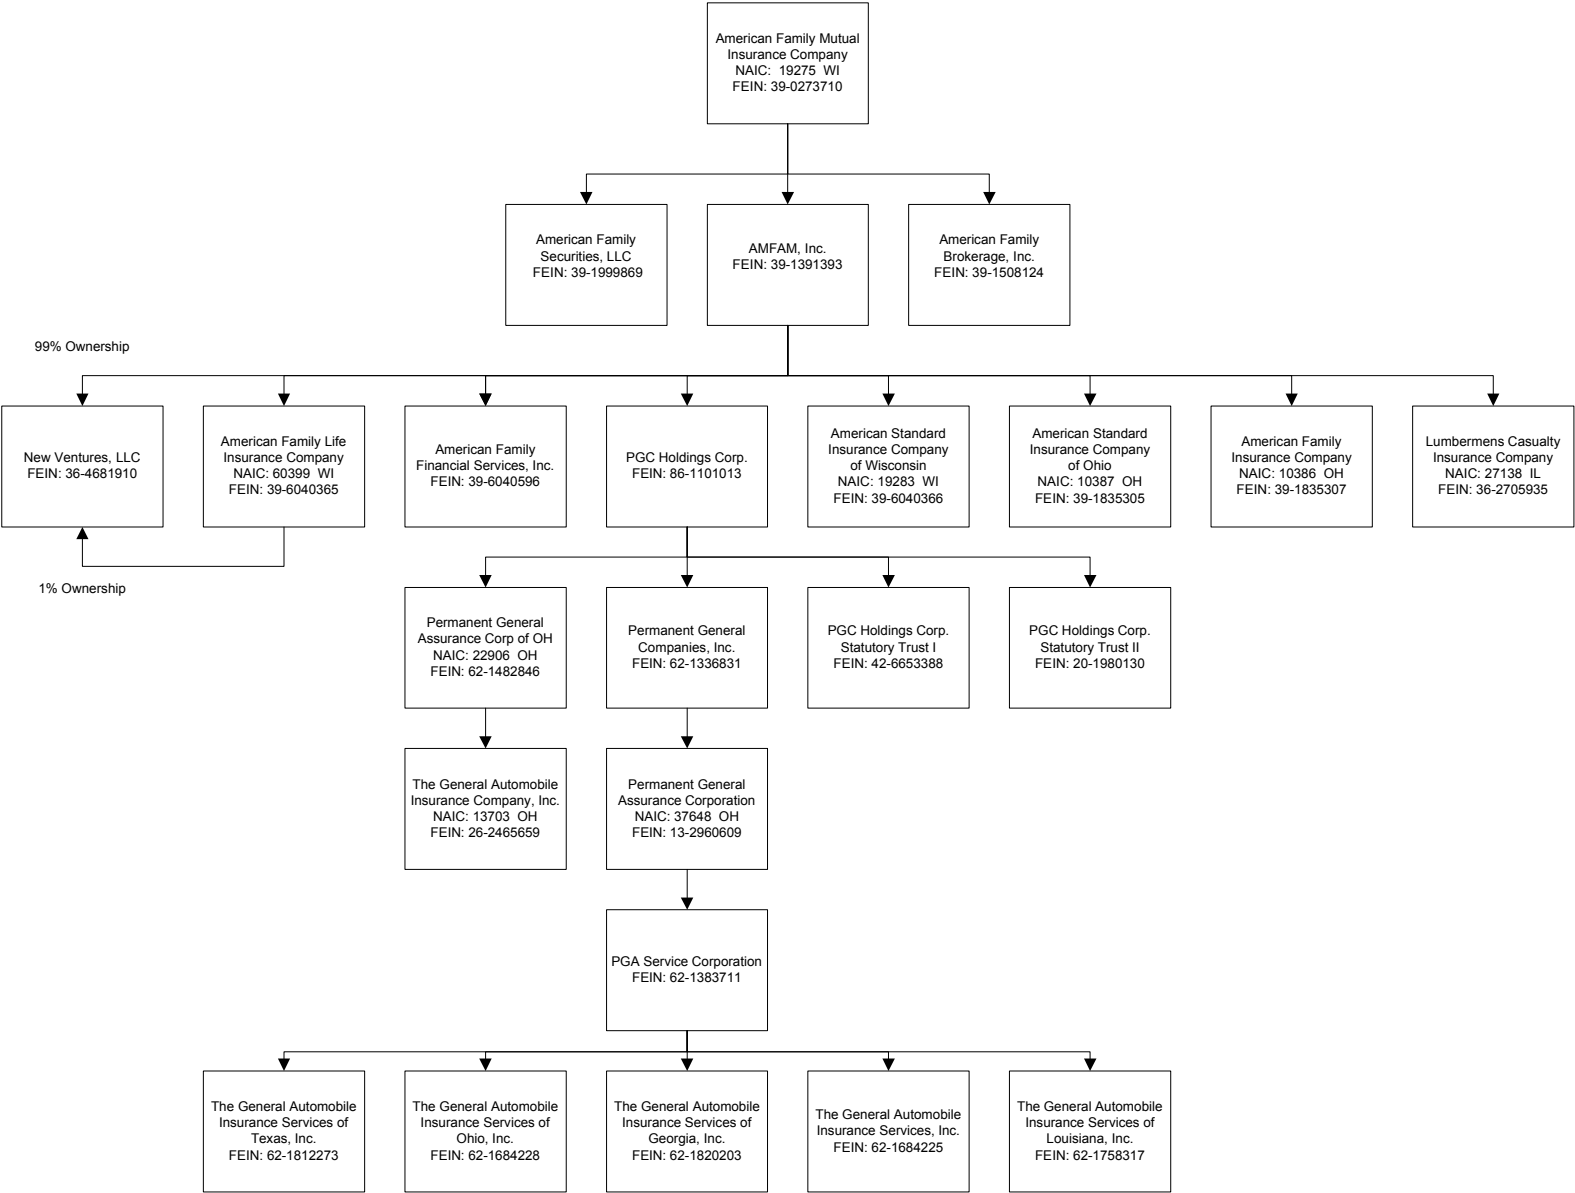 American Family Mutual
Insurance Company
NAIC:  19275  WI
FEIN: 39-0273710
American Family
Securities, LLC
FEIN: 39-1999869
AMFAM, Inc.
FEIN: 39-1391393
American Family
Brokerage, Inc.
FEIN: 39-1508124
99% Ownership
New Ventures, LLC
FEIN: 36-4681910
American Family Life
Insurance Company
NAIC: 60399  WI
FEIN: 39-6040365
American Family
Financial Services, Inc.
FEIN: 39-6040596
PGC Holdings Corp.
FEIN: 86-1101013
American Standard
Insurance Company
of Wisconsin
NAIC: 19283  WI
FEIN: 39-6040366
American Standard
Insurance Company
of Ohio
NAIC: 10387  OH
FEIN: 39-1835305
American Family
Insurance Company
NAIC: 10386  OH
FEIN: 39-1835307
Lumbermens Casualty
Insurance Company
NAIC: 27138  IL
FEIN: 36-2705935
1% Ownership
Permanent General
Assurance Corp of OH
NAIC: 22906  OH
FEIN: 62-1482846
Permanent General
Companies, Inc.
FEIN: 62-1336831
PGC Holdings Corp.
Statutory Trust I
FEIN: 42-6653388
PGC Holdings Corp.
Statutory Trust II
FEIN: 20-1980130
The General Automobile
Insurance Company, Inc.
NAIC: 13703  OH
FEIN: 26-2465659
Permanent General
Assurance Corporation
NAIC: 37648  OH
FEIN: 13-2960609
PGA Service Corporation
FEIN: 62-1383711
The General Automobile
Insurance Services of
Texas, Inc.
FEIN: 62-1812273
The General Automobile
Insurance Services of
Ohio, Inc.
FEIN: 62-1684228
The General Automobile
Insurance Services of
Georgia, Inc.
FEIN: 62-1820203
The General Automobile
Insurance Services, Inc.
FEIN: 62-1684225
The General Automobile
Insurance Services of
Louisiana, Inc.
FEIN: 62-1758317